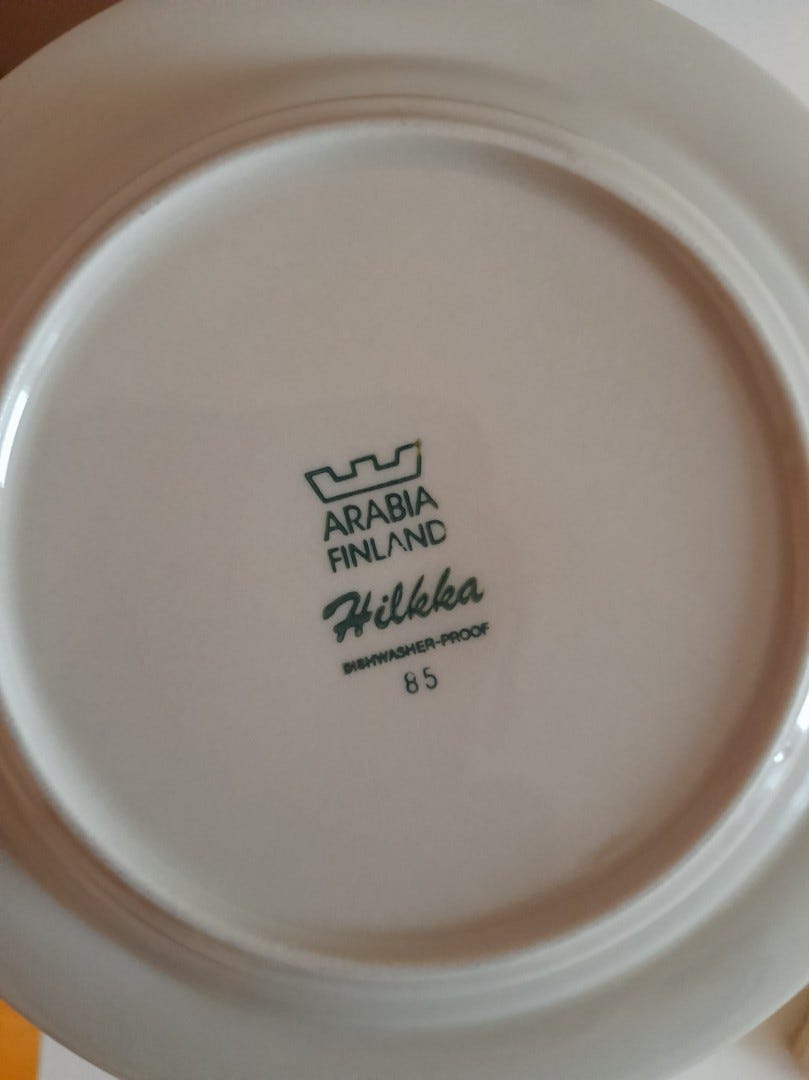 ARABIA
FINLAND
Hilkka
DISHWASHER-PROOF
85